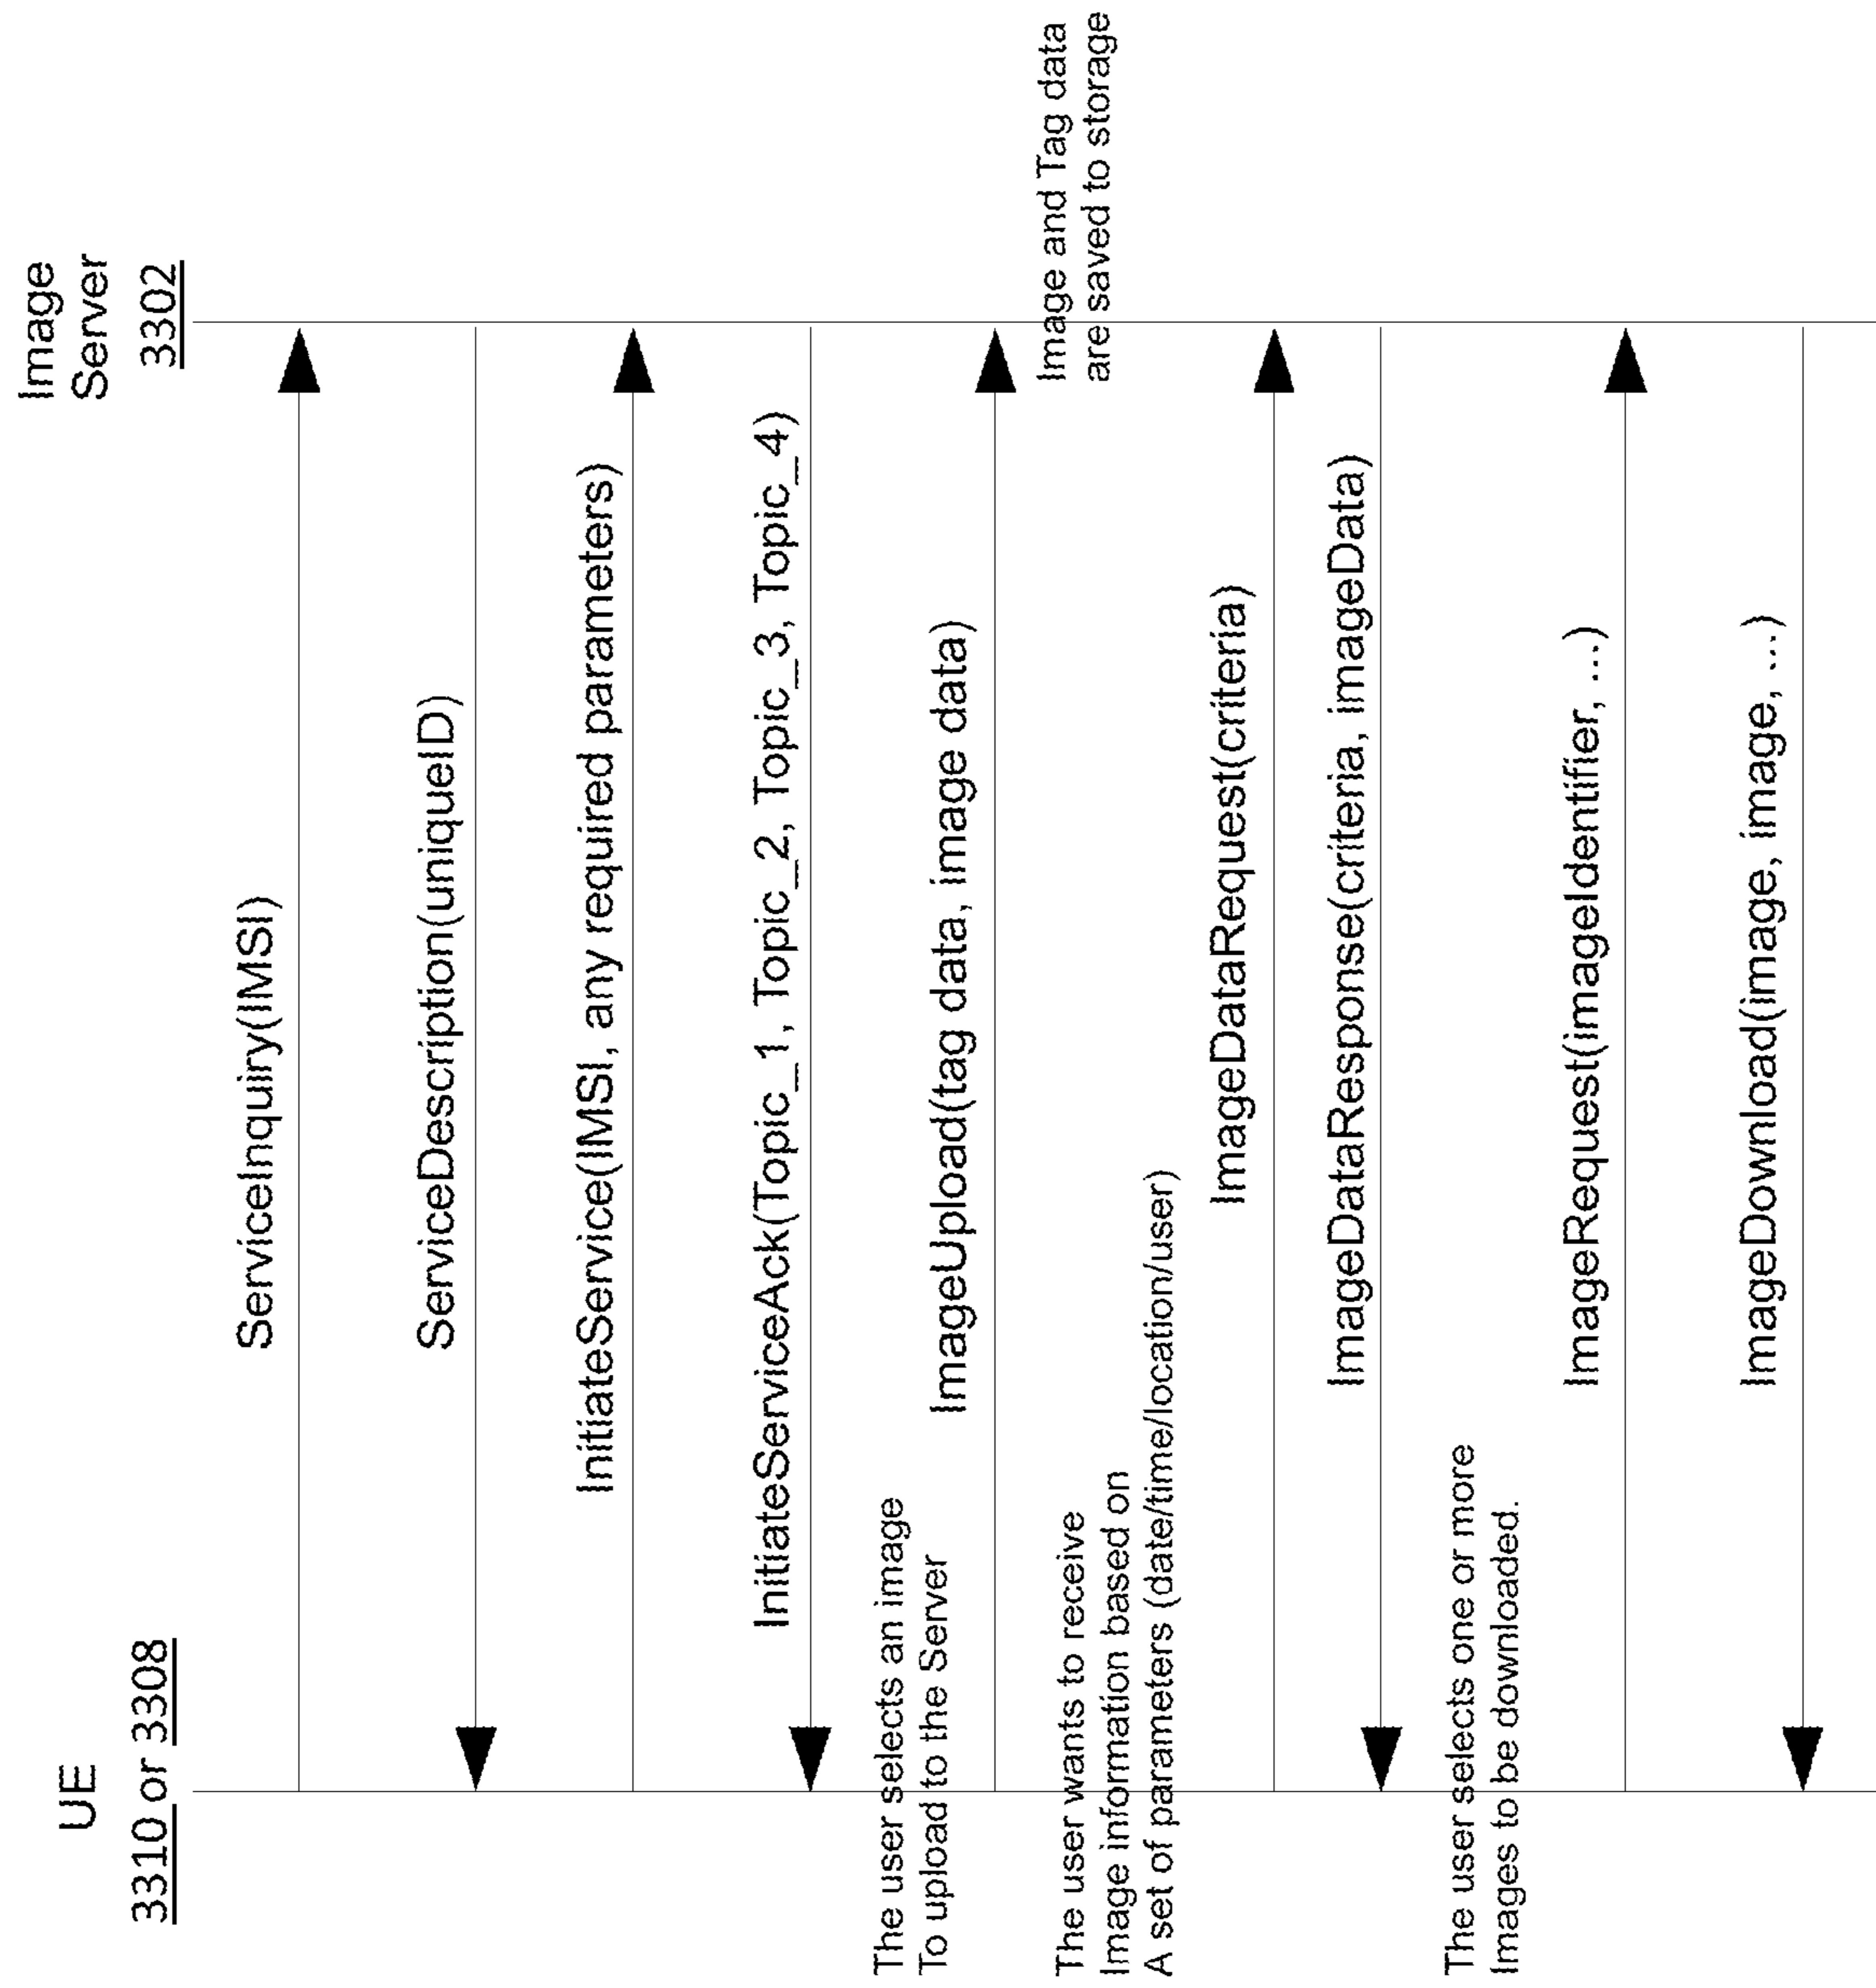 UE
3310 or 3308
Image
Server
3302
ServiceInquiry(IMSI)
ServiceDescription(uniqueID)
InitiateService(IMSI, any required parameters)
InitiateServiceAck(Topic_1, Topic_2, Topic_3, Topic_4)
The user selects an image
To upload to the Server
ImageUpload(tag data, image data)
Image and Tag data
are saved to storage
The user wants to receive
Image information based on
A set of parameters (date/time/location/user)
ImageDataRequest(criteria)
ImageDataResponse(criteria, imageData)
The user selects one or more
Images to be downloaded.
ImageRequest(imageIdentifier, ...)
ImageDownload(image, image, ...)